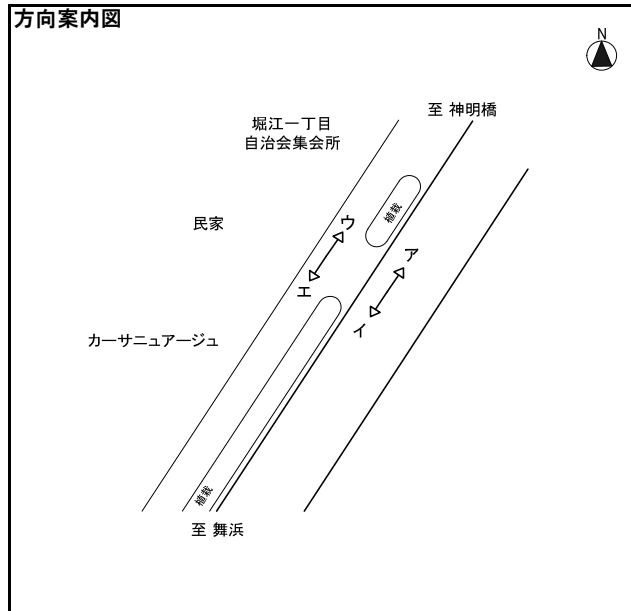 方向案内図
N
至 神明橋
堀江一丁目
自治会集会所
植栽
民家
ウ
ア
エ
イ
カーサニュアージュ
植栽
至 舞浜